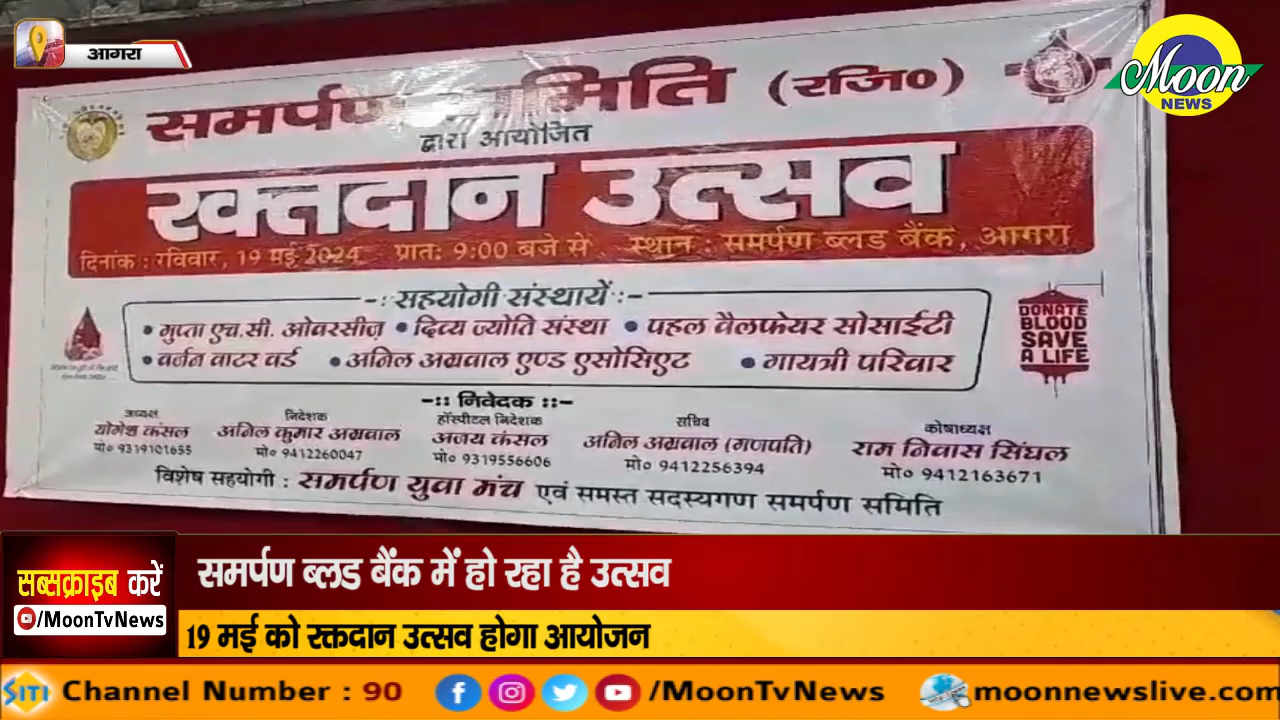 आगरा
Moon
NEWS
समर्पण समिति (रजि०)
द्वारा आयोजित
रक्तदान उत्सव
दिनांक : रविवार, 19 मई 2024 प्रात: 9:00 बजे से स्थान : समर्पण ब्लड बैंक, आगरा
-: सहयोगी संस्थायें :-
• गुप्ता एच.सी. ओवरसीज़ • दिव्य ज्योति संस्था • पहल वैलफेयर सोसाईटी
• वर्जन वाटर वर्ड • अनिल अग्रवाल एण्ड एसोसिएट • गायत्री परिवार
DONATE
BLOOD
SAVE
A LIFE
-:: निवेदक ::-
अध्यक्ष
योगेश कंसल
मो० 9319101655
निदेशक
अनिल कुमार अग्रवाल
मो० 9412260047
हॉस्पीटल निदेशक
अजय कंसल
मो० 9319556606
सचिव
अनिल अग्रवाल (गणपति)
मो० 9412256394
कोषाध्यक्ष
राम निवास सिंघल
मो० 9412163671
विशेष सहयोगी : समर्पण युवा मंच एवं समस्त सदस्यगण समर्पण समिति
सब्सक्राइब करें
/MoonTvNews
समर्पण ब्लड बैंक में हो रहा है उत्सव
19 मई को रक्तदान उत्सव होगा आयोजन
SITI Channel Number : 90 /MoonTvNews moonnewslive.com